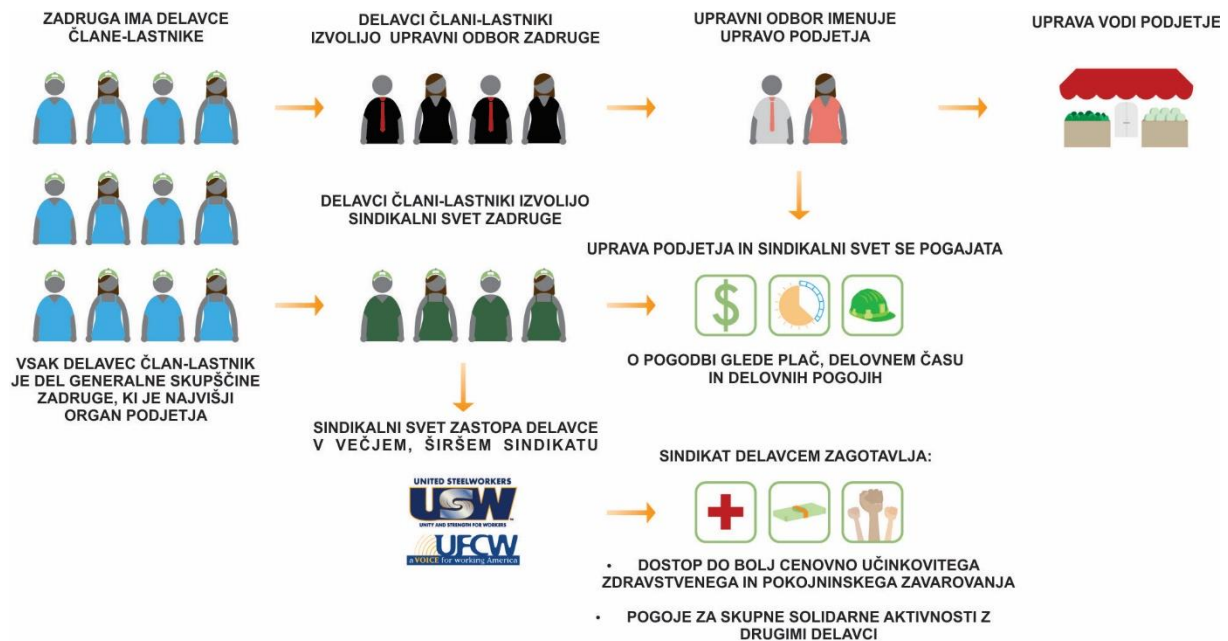 ZADRUGA IMA DELAVCE
ČLANE-LASTNIKE
DELAVCI ČLANI-LASTNIKI
IZVOLIJO UPRAVNI ODBOR ZADRUGE
UPRAVNI ODBOR IMENUJE
UPRAVO PODJETJA
UPRAVA VODI PODJETJE
DELAVCI ČLANI-LASTNIKI IZVOLIJO
SINDIKALNI SVET ZADRUGE
UPRAVA PODJETJA IN SINDIKALNI SVET SE POGAJATA
$
O POGODBI GLEDE PLAČ, DELOVNEM ČASU
IN DELOVNIH POGOJIH
VSAK DELAVEC ČLAN-LASTNIK
JE DEL GENERALNE SKUPŠČINE
ZADRUGE, KI JE NAJVIŠJI
ORGAN PODJETJA
SINDIKALNI SVET ZASTOPA DELAVCE
V VEČJEM, ŠIRŠEM SINDIKATU
UNITED STEELWORKERS
USW
UNITY AND STRENGTH FOR WORKERS
UFCW
a VOICE for working America
SINDIKAT DELAVCEM ZAGOTAVLJA:
• DOSTOP DO BOLJ CENOVNO UČINKOVITEGA
ZDRAVSTVENEGA IN POKOJNINSKEGA ZAVAROVANJA
• POGOJE ZA SKUPNE SOLIDARNE AKTIVNOSTI Z
DRUGIMI DELAVCI